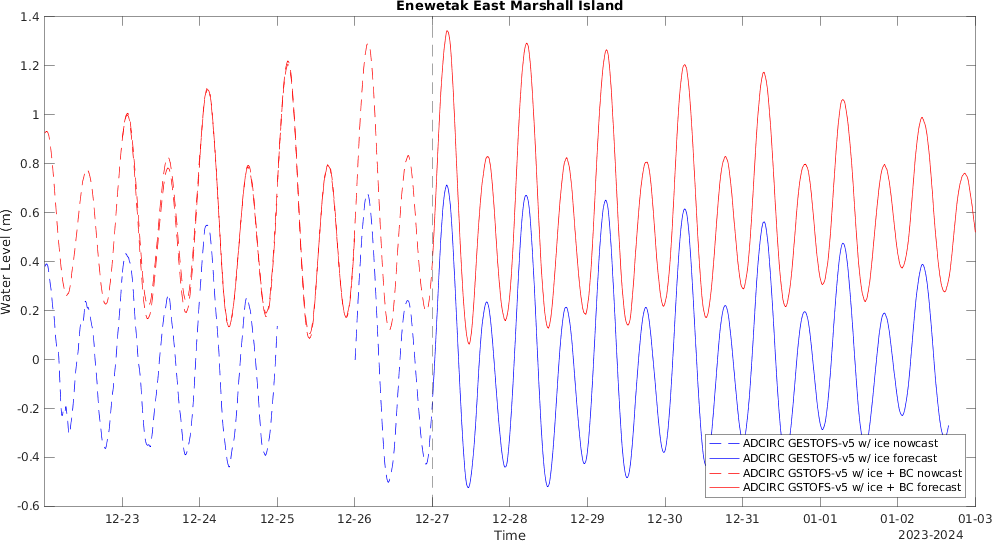 Enewetak East Marshall Island
1.4
1.2
1
0.8
0.6
0.4
0.2
0
-0.2
-0.4
-0.6
Water Level (m)
ADCIRC GESTOFS-v5 w/ ice nowcast
ADCIRC GESTOFS-v5 w/ ice forecast
ADCIRC GSTOFS-v5 w/ ice + BC nowcast
ADCIRC GSTOFS-v5 w/ ice + BC forecast
12-23 12-24 12-25 12-26 12-27 12-28 12-29 12-30 12-31 01-01 01-02 01-03
Time
2023-2024